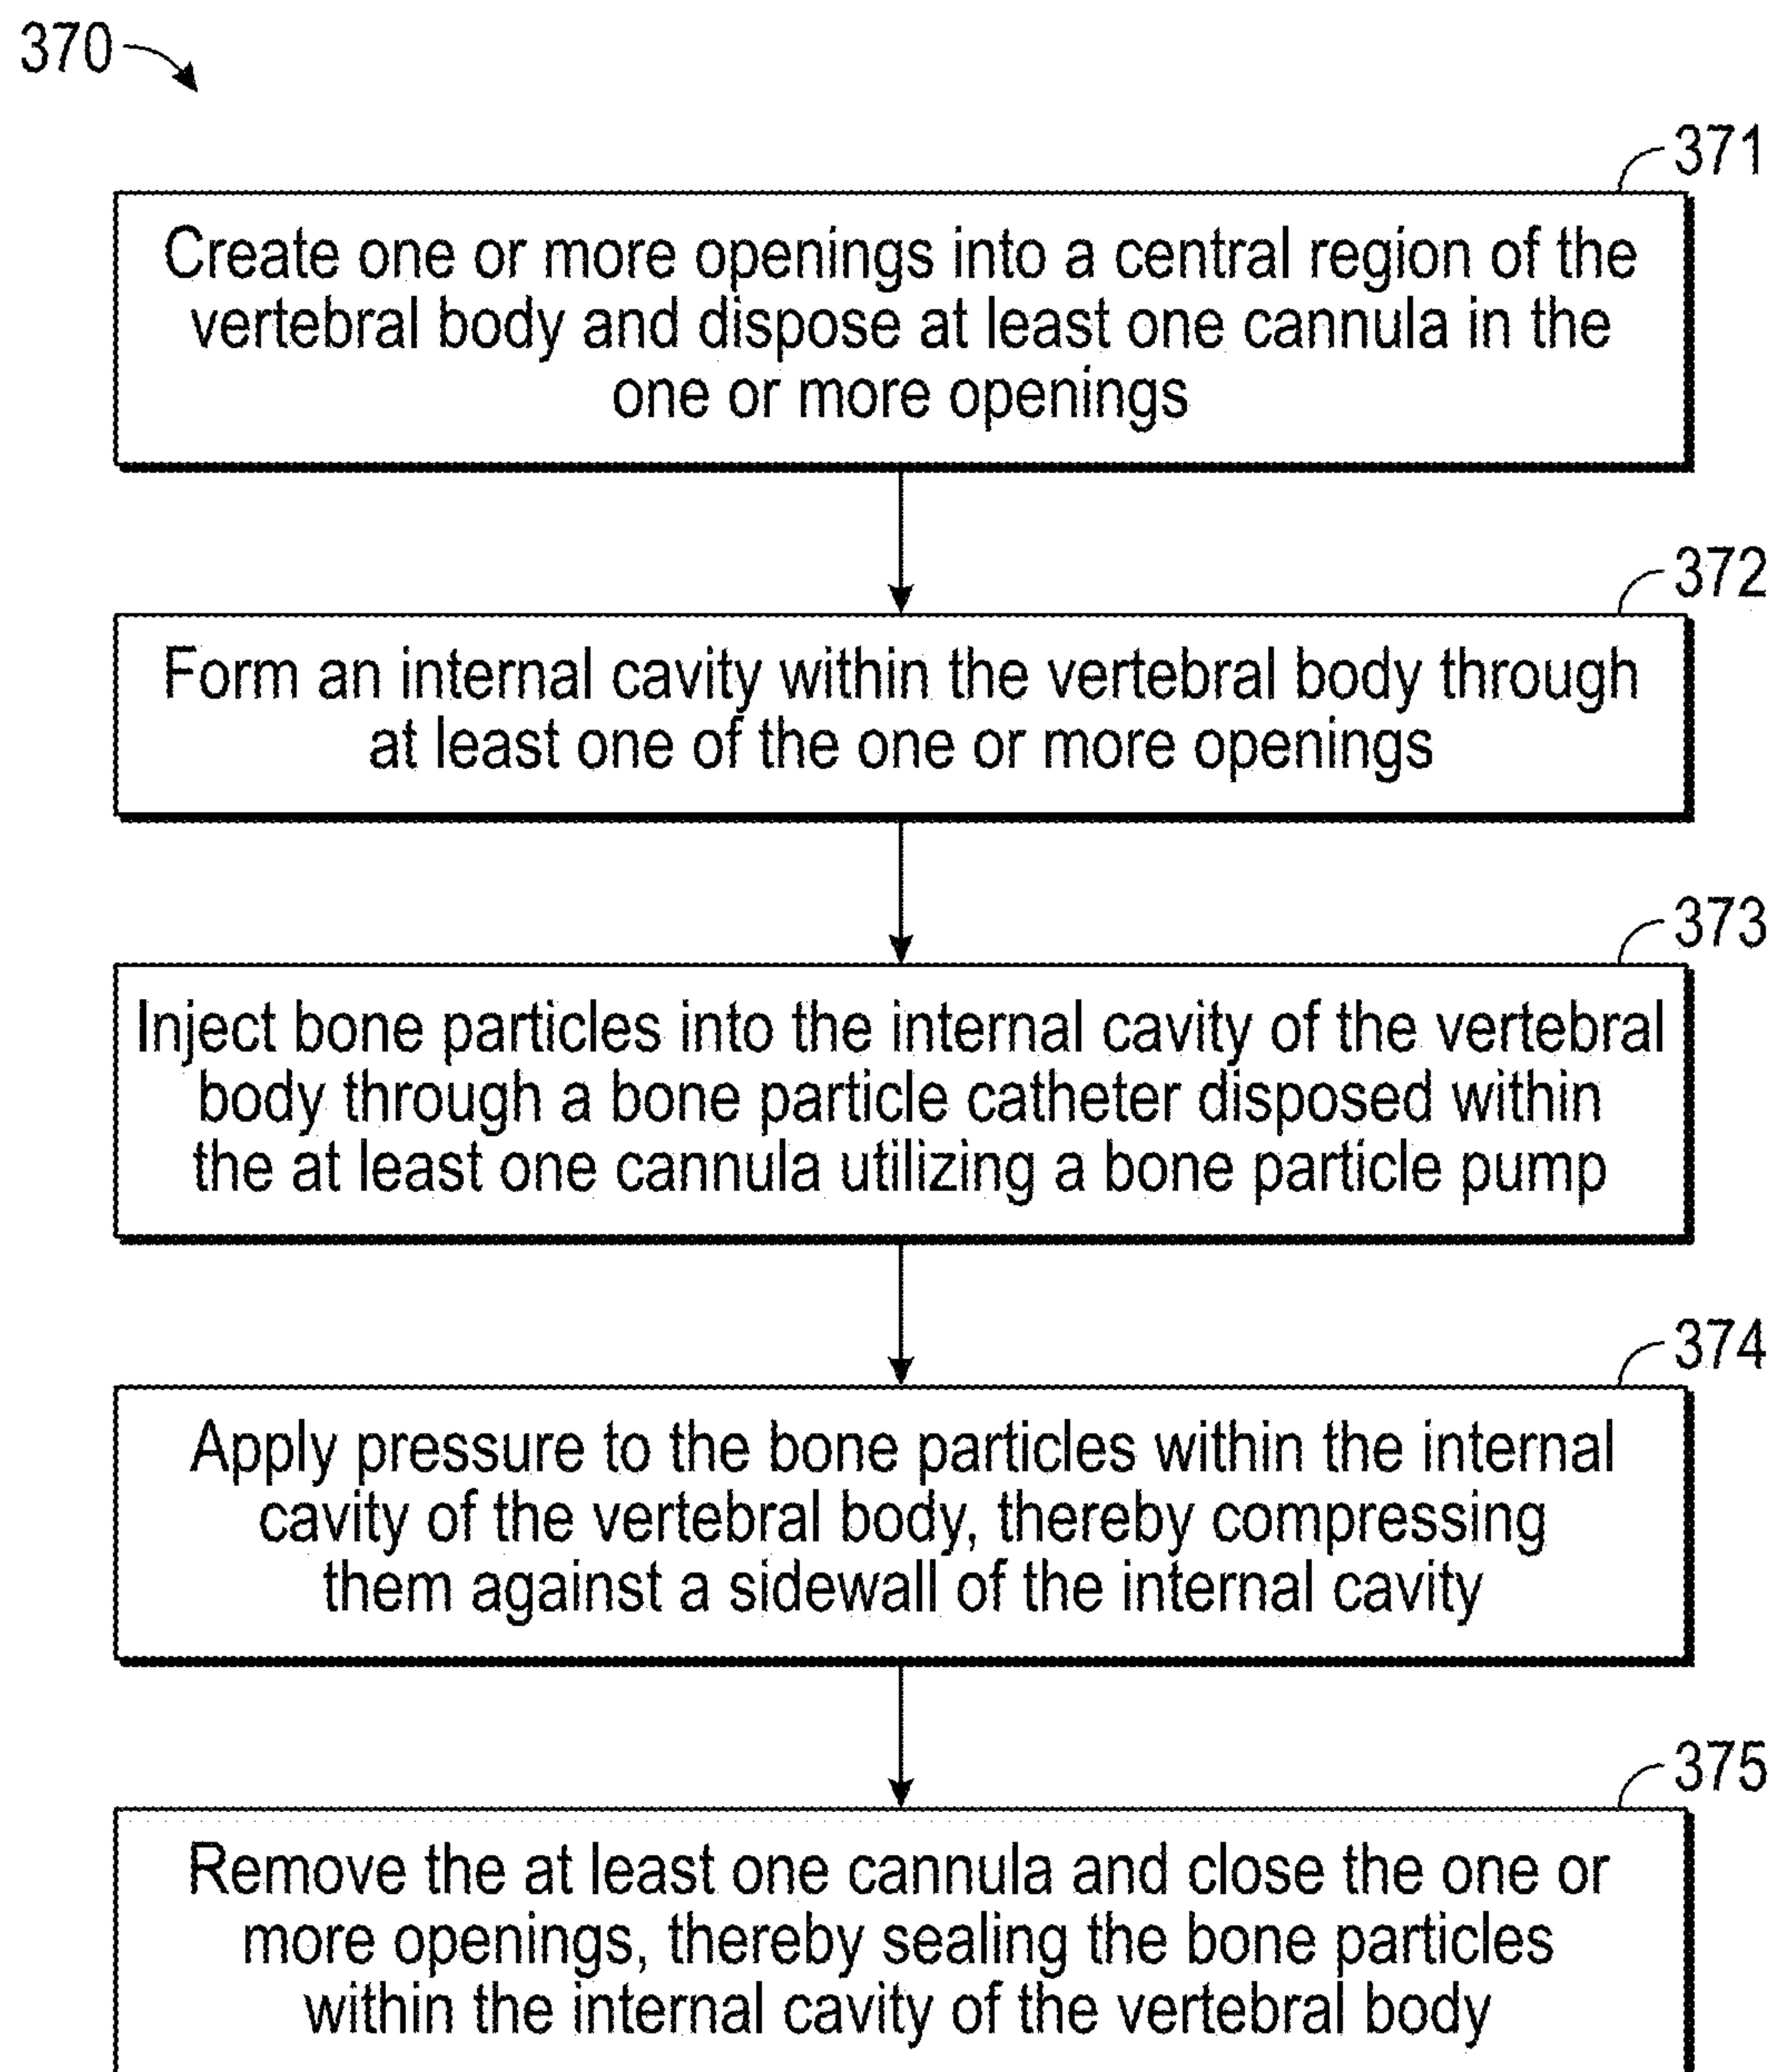 370
371
Create one or more openings into a central region of the
vertebral body and dispose at least one cannula in the
one or more openings
372
Form an internal cavity within the vertebral body through
at least one of the one or more openings
373
Inject bone particles into the internal cavity of the vertebral
body through a bone particle catheter disposed within
the at least one cannula utilizing a bone particle pump
374
Apply pressure to the bone particles within the internal
cavity of the vertebral body, thereby compressing
them against a sidewall of the internal cavity
375
Remove the at least one cannula and close the one or
more openings, thereby sealing the bone particles
within the internal cavity of the vertebral body